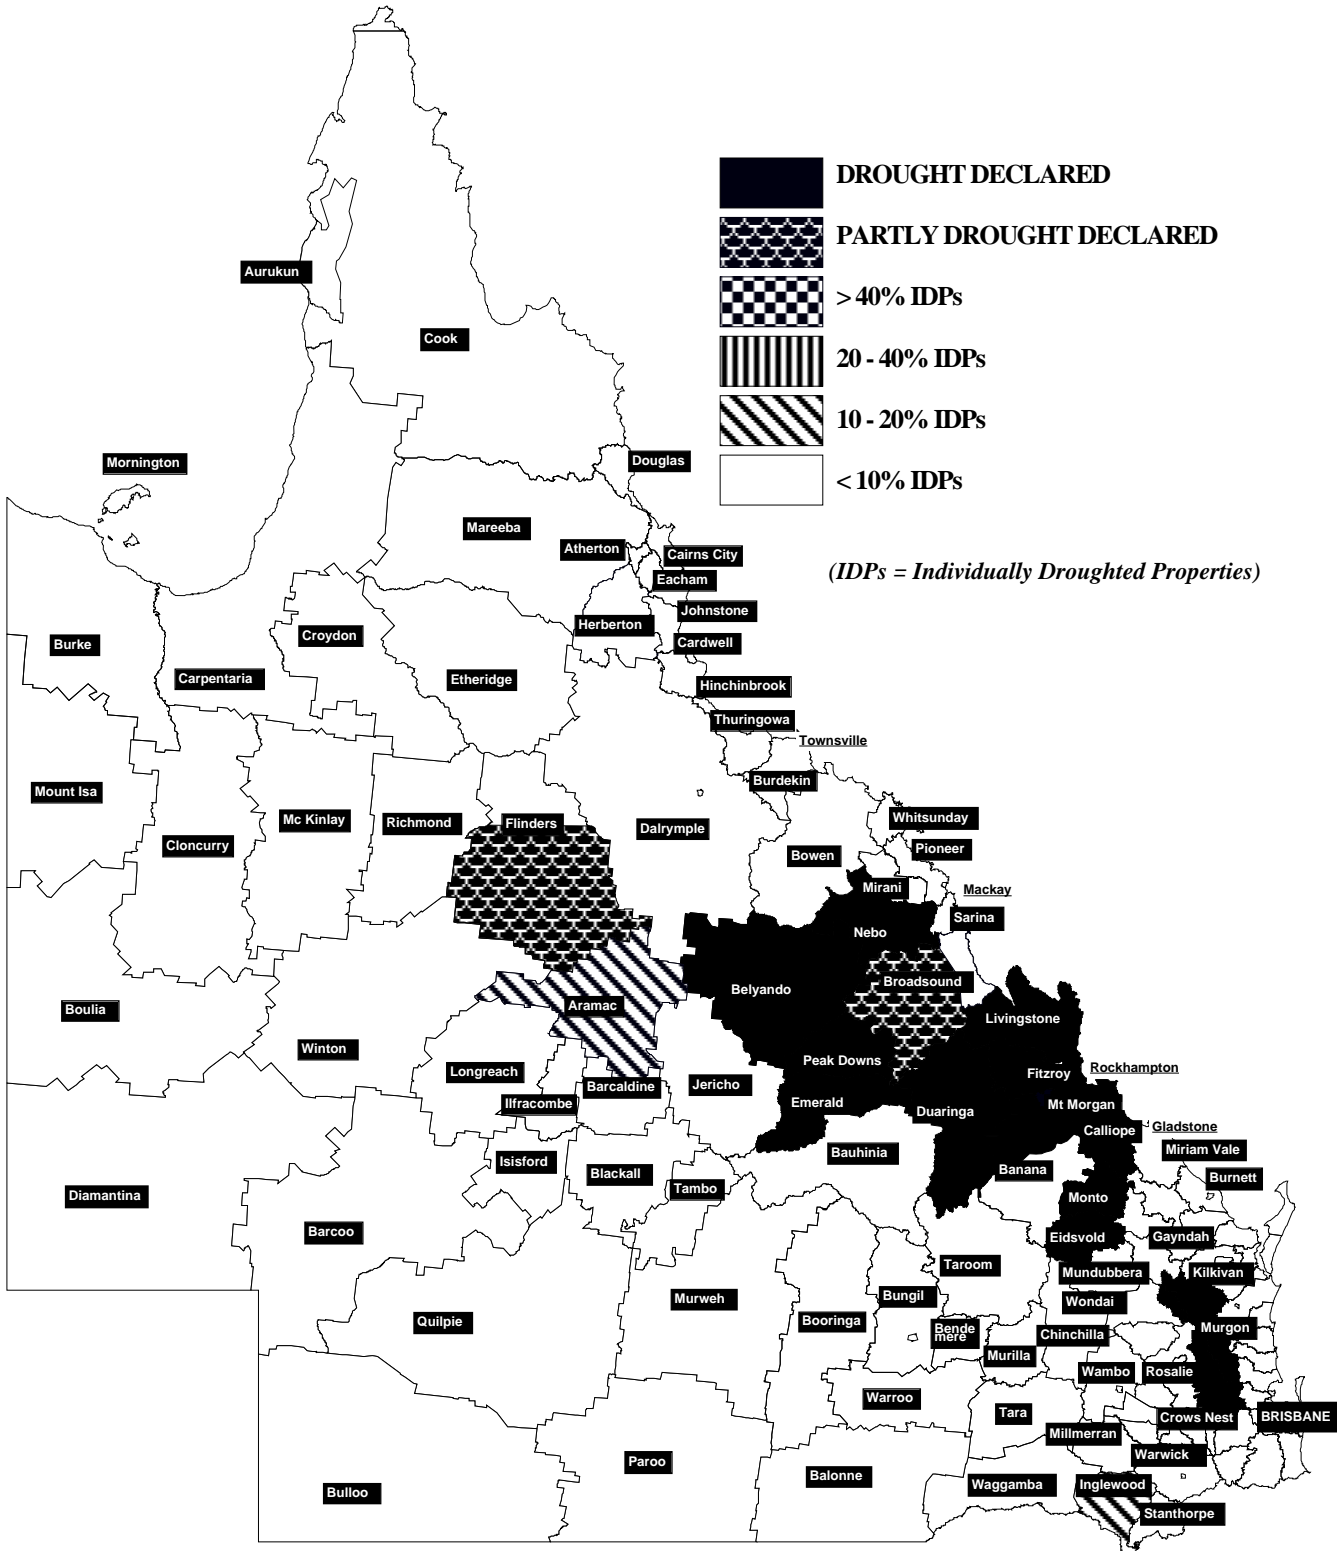 DROUGHT DECLARED
PARTLY DROUGHT DECLARED
> 40% IDPs
20 - 40% IDPs
10 - 20% IDPs
< 10% IDPs
(IDPs = Individually Droughted Properties)
Aurukun
Cook
Mornington
Douglas
Mareeba
Atherton
Cairns City
Eacham
Johnstone
Herberton
Croydon
Cardwell
Burke
Carpentaria
Etheridge
Hinchinbrook
Thuringowa
Townsville
Burdekin
Mount Isa
Mc Kinlay
Richmond
Flinders
Dalrymple
Whitsunday
Cloncurry
Bowen
Pioneer
Mirani
Mackay
Sarina
Nebo
Broadsound
Belyando
Aramac
Boulia
Livingstone
Winton
Peak Downs
Longreach
Fitzroy
Rockhampton
Barcaldine
Jericho
Ilfracombe
Emerald
Mt Morgan
Duaringa
Calliope
Gladstone
Bauhinia
Miriam Vale
Isisford
Banana
Blackall
Burnett
Tambo
Diamantina
Monto
Barcoo
Eidsvold
Gayndah
Taroom
Mundubbera
Kilkivan
Murweh
Bungil
Wondai
Quilpie
Booringa
Bende
mere
Chinchilla
Murgon
Murilla
Wambo
Rosalie
Warroo
Tara
Crows Nest
BRISBANE
Millmerran
Warwick
Paroo
Balonne
Waggamba
Inglewood
Bulloo
Stanthorpe